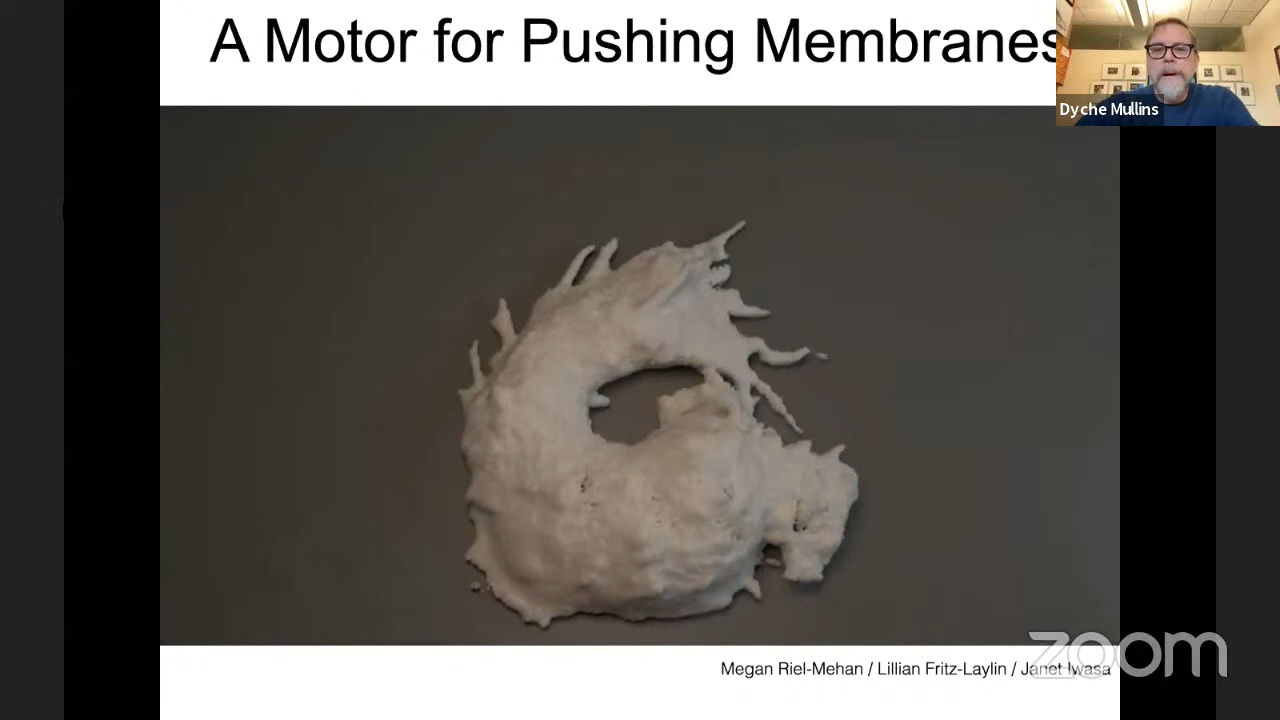 A Motor for Pushing Membranes
Dyche Mullins
Megan Riel-Mehan / Lillian Fritz-Laylin / Janet Iwasa
zoom